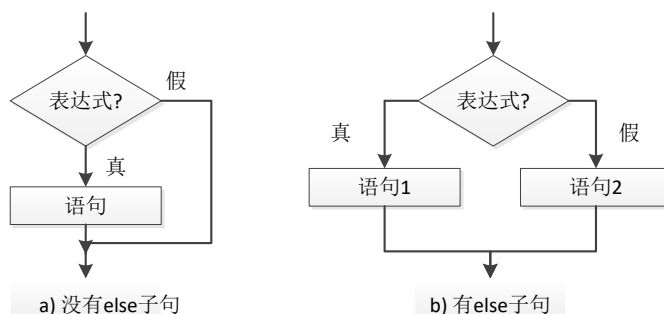 表达式?
假
真
语句
a) 没有else子句
表达式?
真
假
语句1
语句2
b) 有else子句